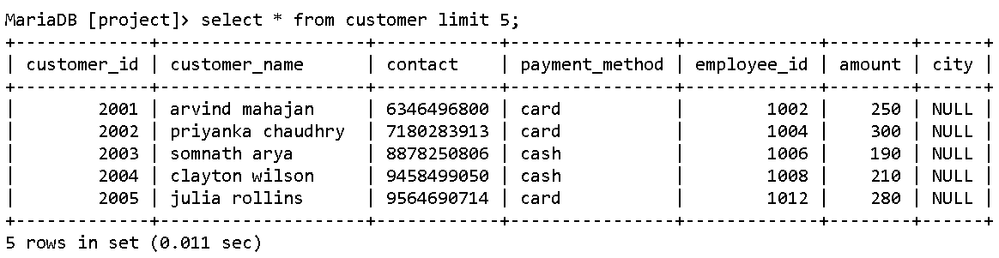 MariaDB [project]> select * from customer limit 5;
+-------------+--------------------+------------+----------------+-------------+--------+------+
| customer_id | customer_name      | contact    | payment_method | employee_id | amount | city |
+-------------+--------------------+------------+----------------+-------------+--------+------+
|        2001 | arvind mahajan     | 6346496800 | card           |        1002 |    250 | NULL |
|        2002 | priyanka chaudhry  | 7180283913 | card           |        1004 |    300 | NULL |
|        2003 | somnath arya       | 8878250806 | cash           |        1006 |    190 | NULL |
|        2004 | clayton wilson     | 9458499050 | cash           |        1008 |    210 | NULL |
|        2005 | julia rollins      | 9564690714 | card           |        1012 |    280 | NULL |
+-------------+--------------------+------------+----------------+-------------+--------+------+
5 rows in set (0.011 sec)